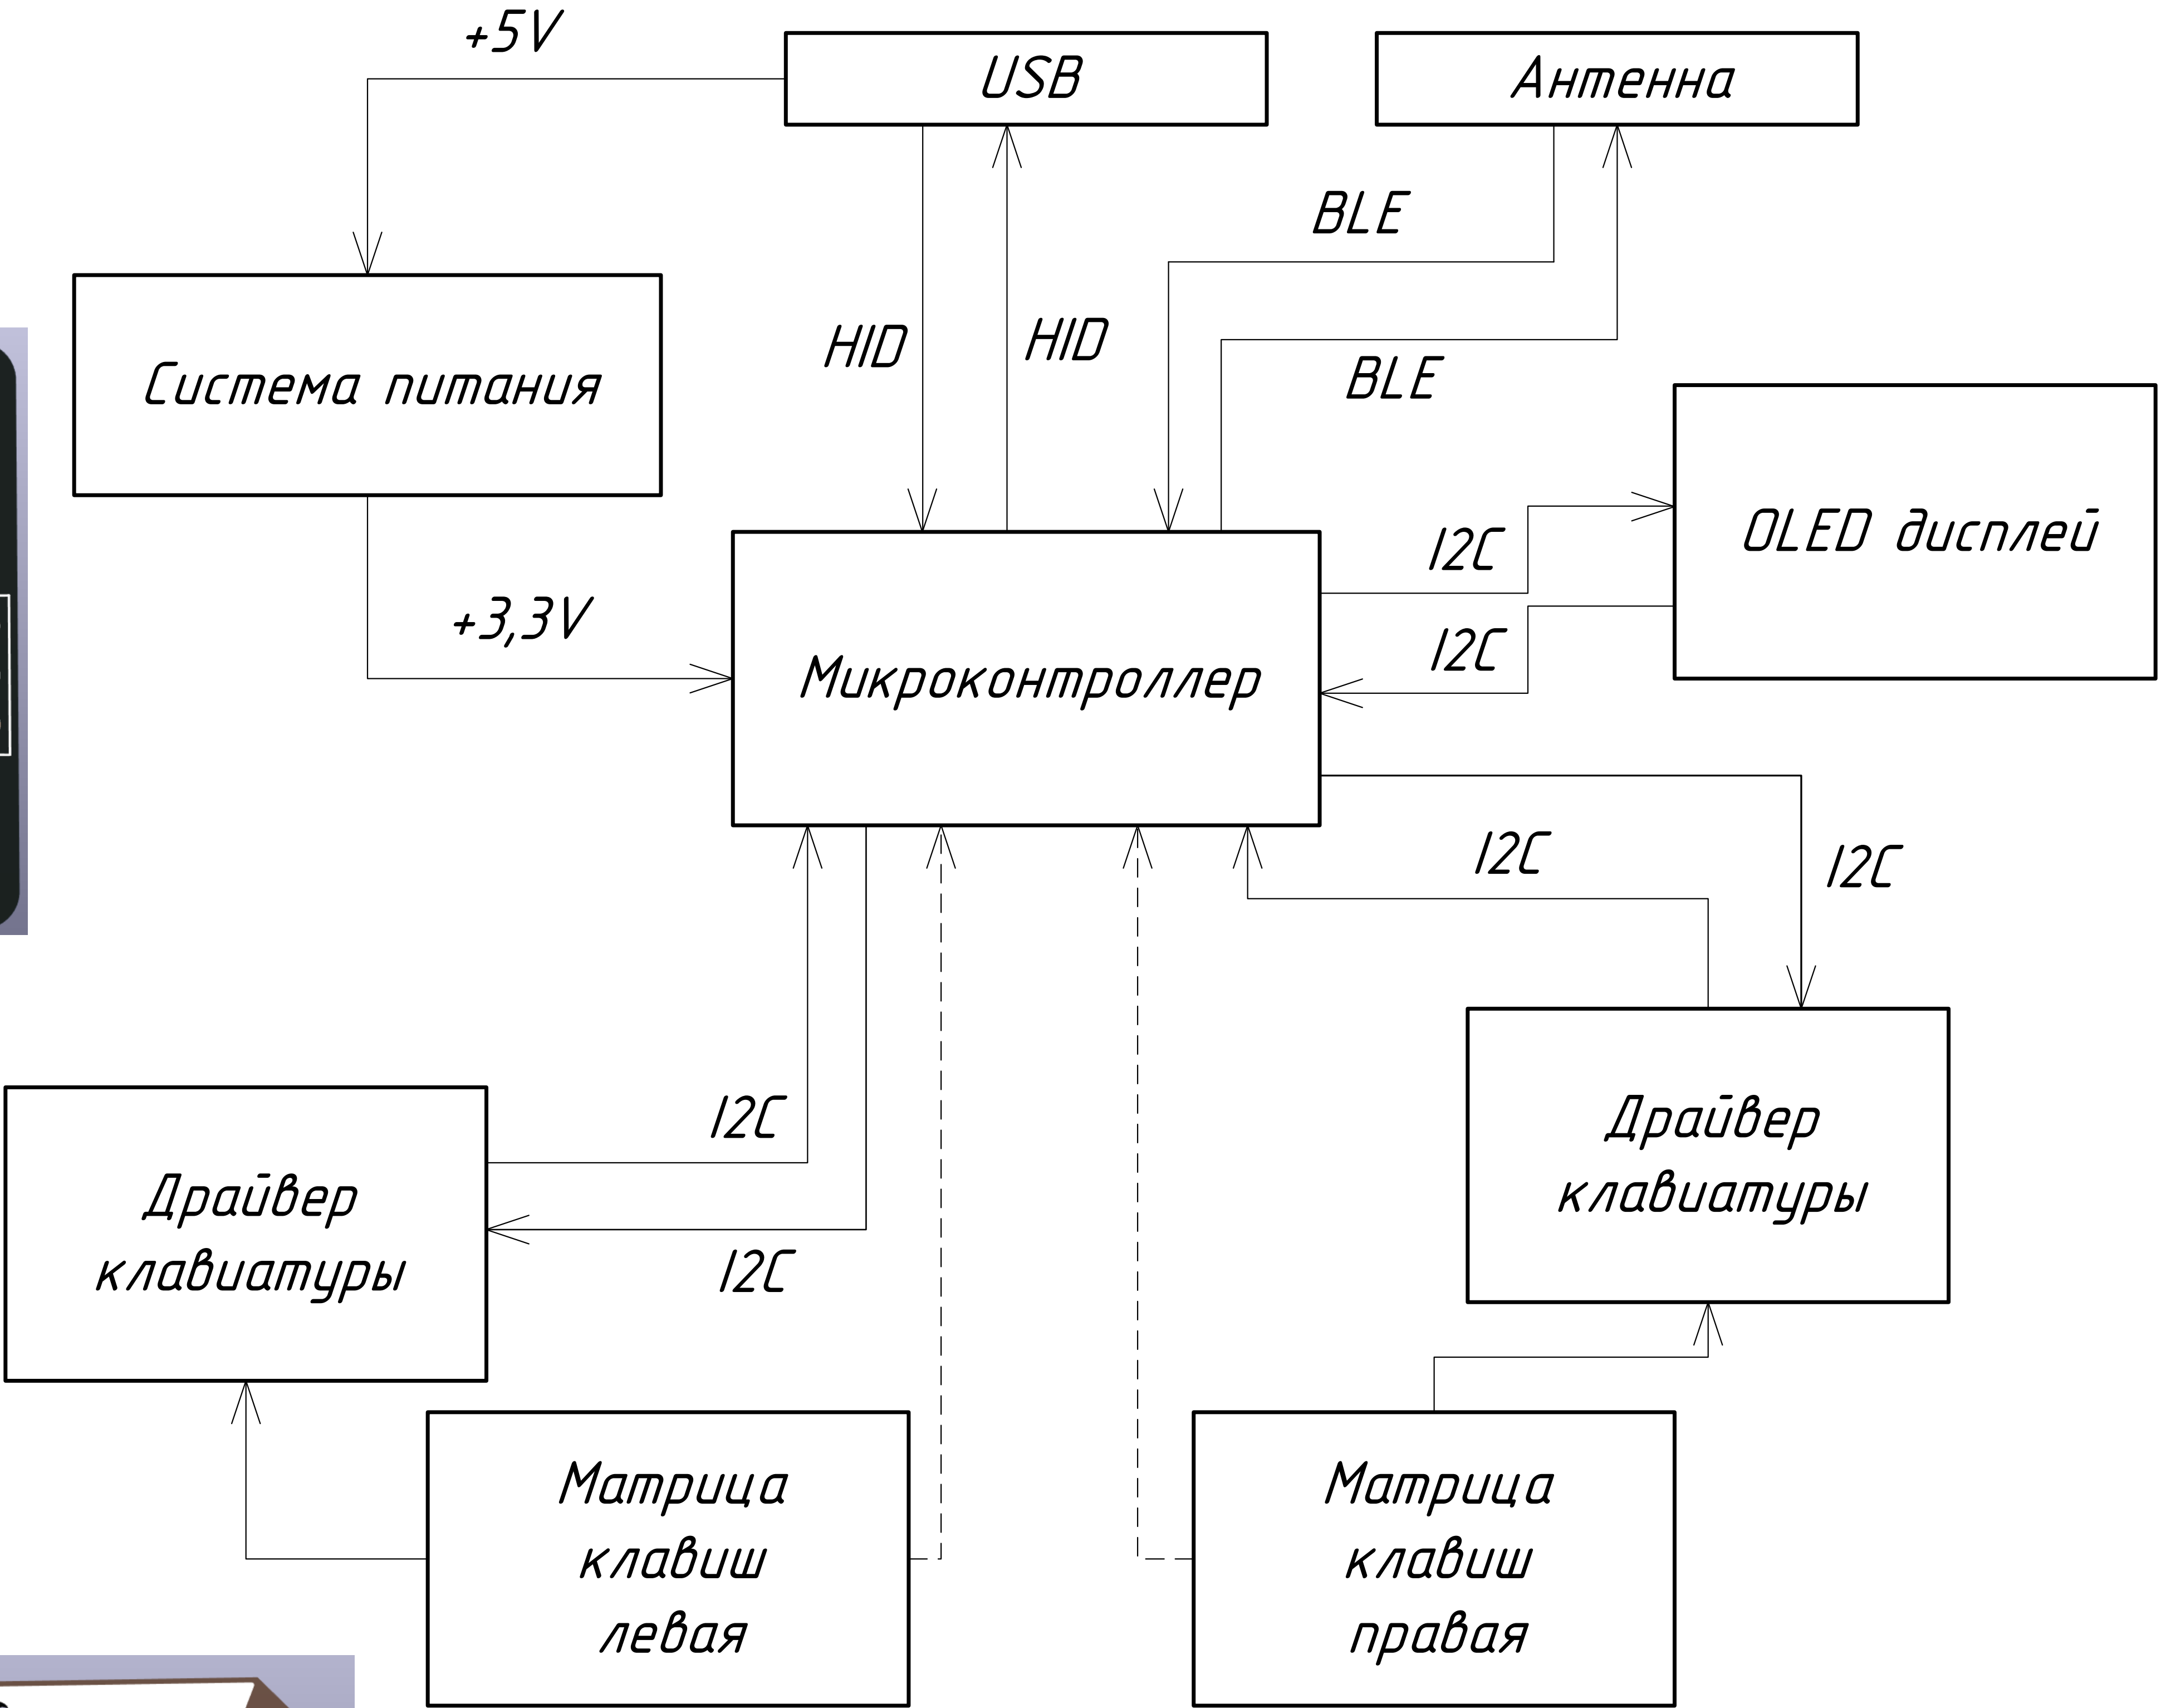 +5V
USB
Антенна
BLE
HID
HID
BLE
Система питания
OLED дисплей
I2C
+3,3V
I2C
Микроконтроллер
I2C
I2C
I2C
Драйвер
клавиатуры
Драйвер
клавиатуры
I2C
Матрица
клавиш
левая
Матрица
клавиш
правая